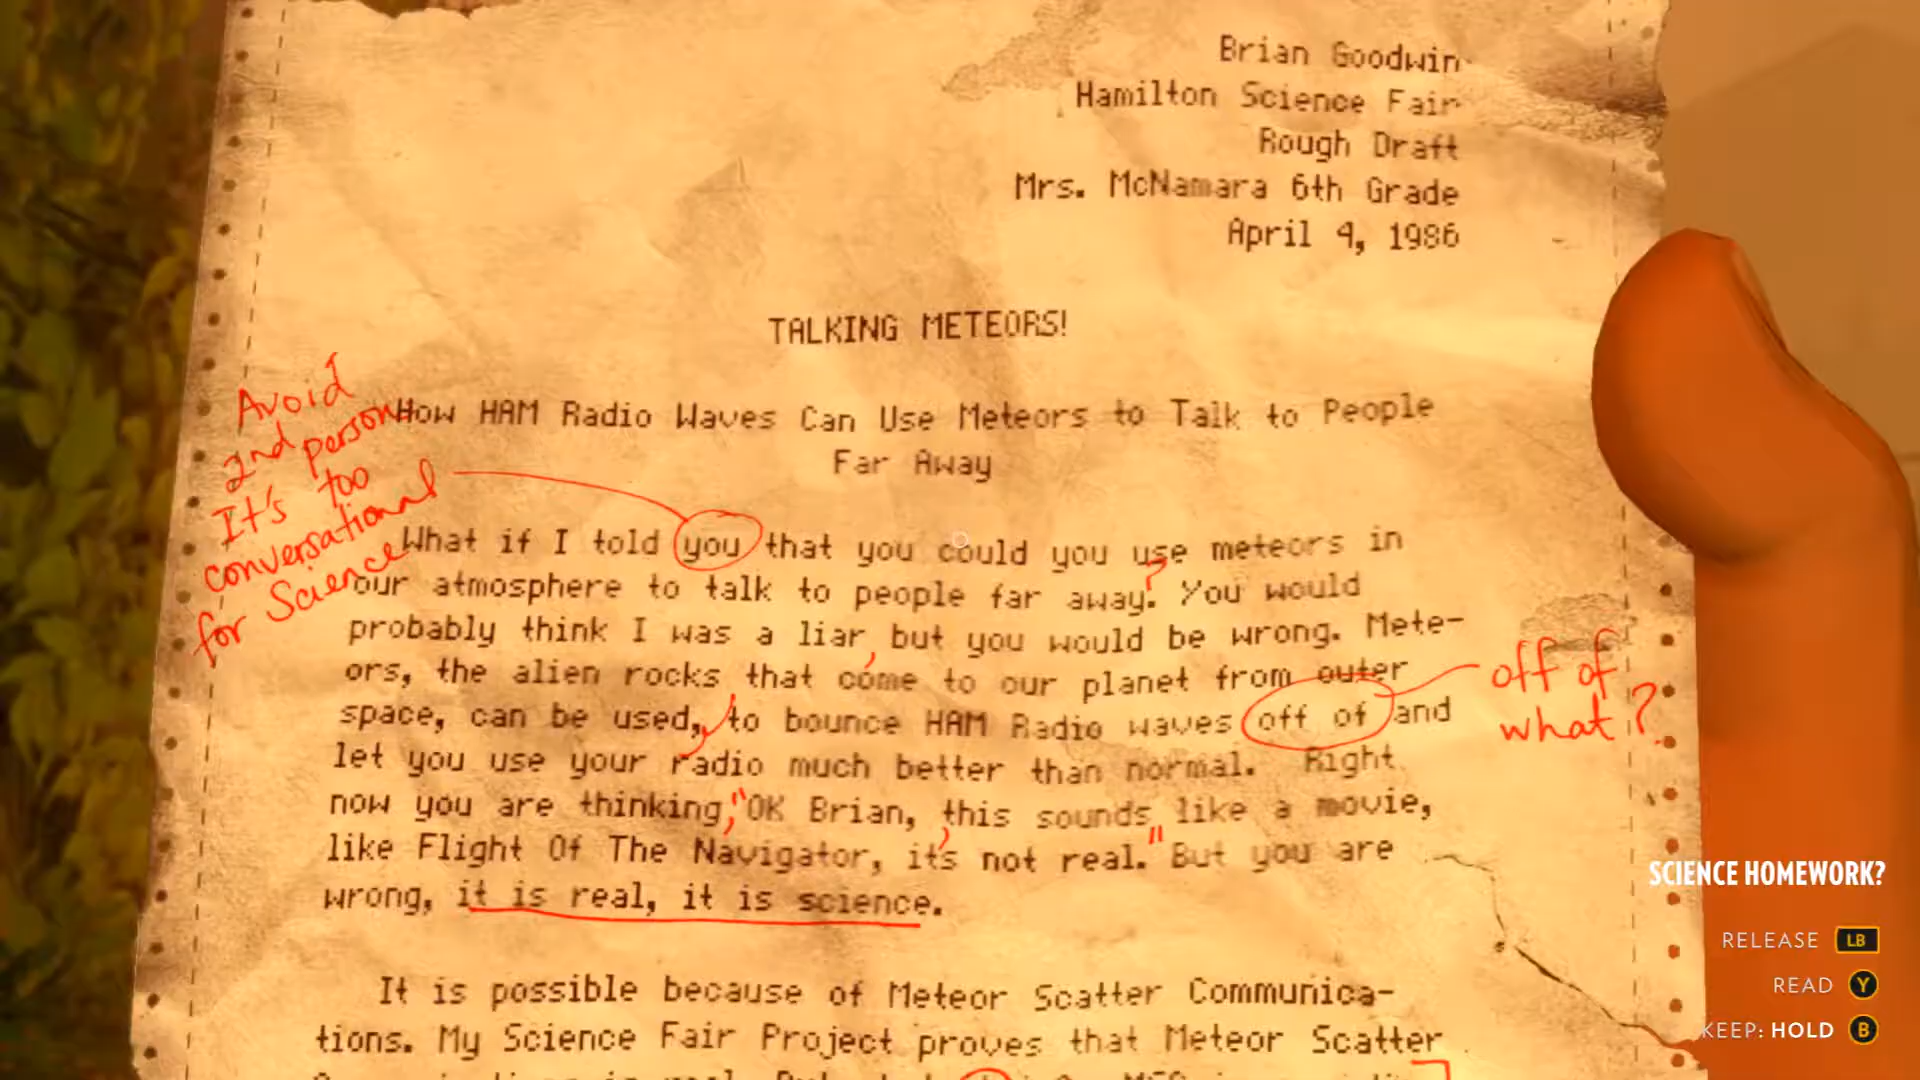 Brian Goodwin
Hamilton Science Fair
Rough Draft
Mrs. McNamara 6th Grade
April 4, 1986
TALKING METEORS!
How HAM Radio Waves Can Use Meteors to Talk to People
Far Away
Avoid
2nd person
It's too
conversational
for Science
What if I told you that you could you use meteors in
our atmosphere to talk to people far away. ? You would
probably think I was a liar, but you would be wrong. Mete-
ors, the alien rocks that come to our planet from outer
space, can be used, to bounce HAM Radio waves off of and
let you use your radio much better than normal. Right
now you are thinking, "OK Brian, this sounds like a movie,
like Flight Of The Navigator, it's not real." But you are
wrong, it is real, it is science.
off of
what?
It is possible because of Meteor Scatter Communica-
tions. My Science Fair Project proves that Meteor Scatter
SCIENCE HOMEWORK?
RELEASE LB
READ Y
KEEP: HOLD B